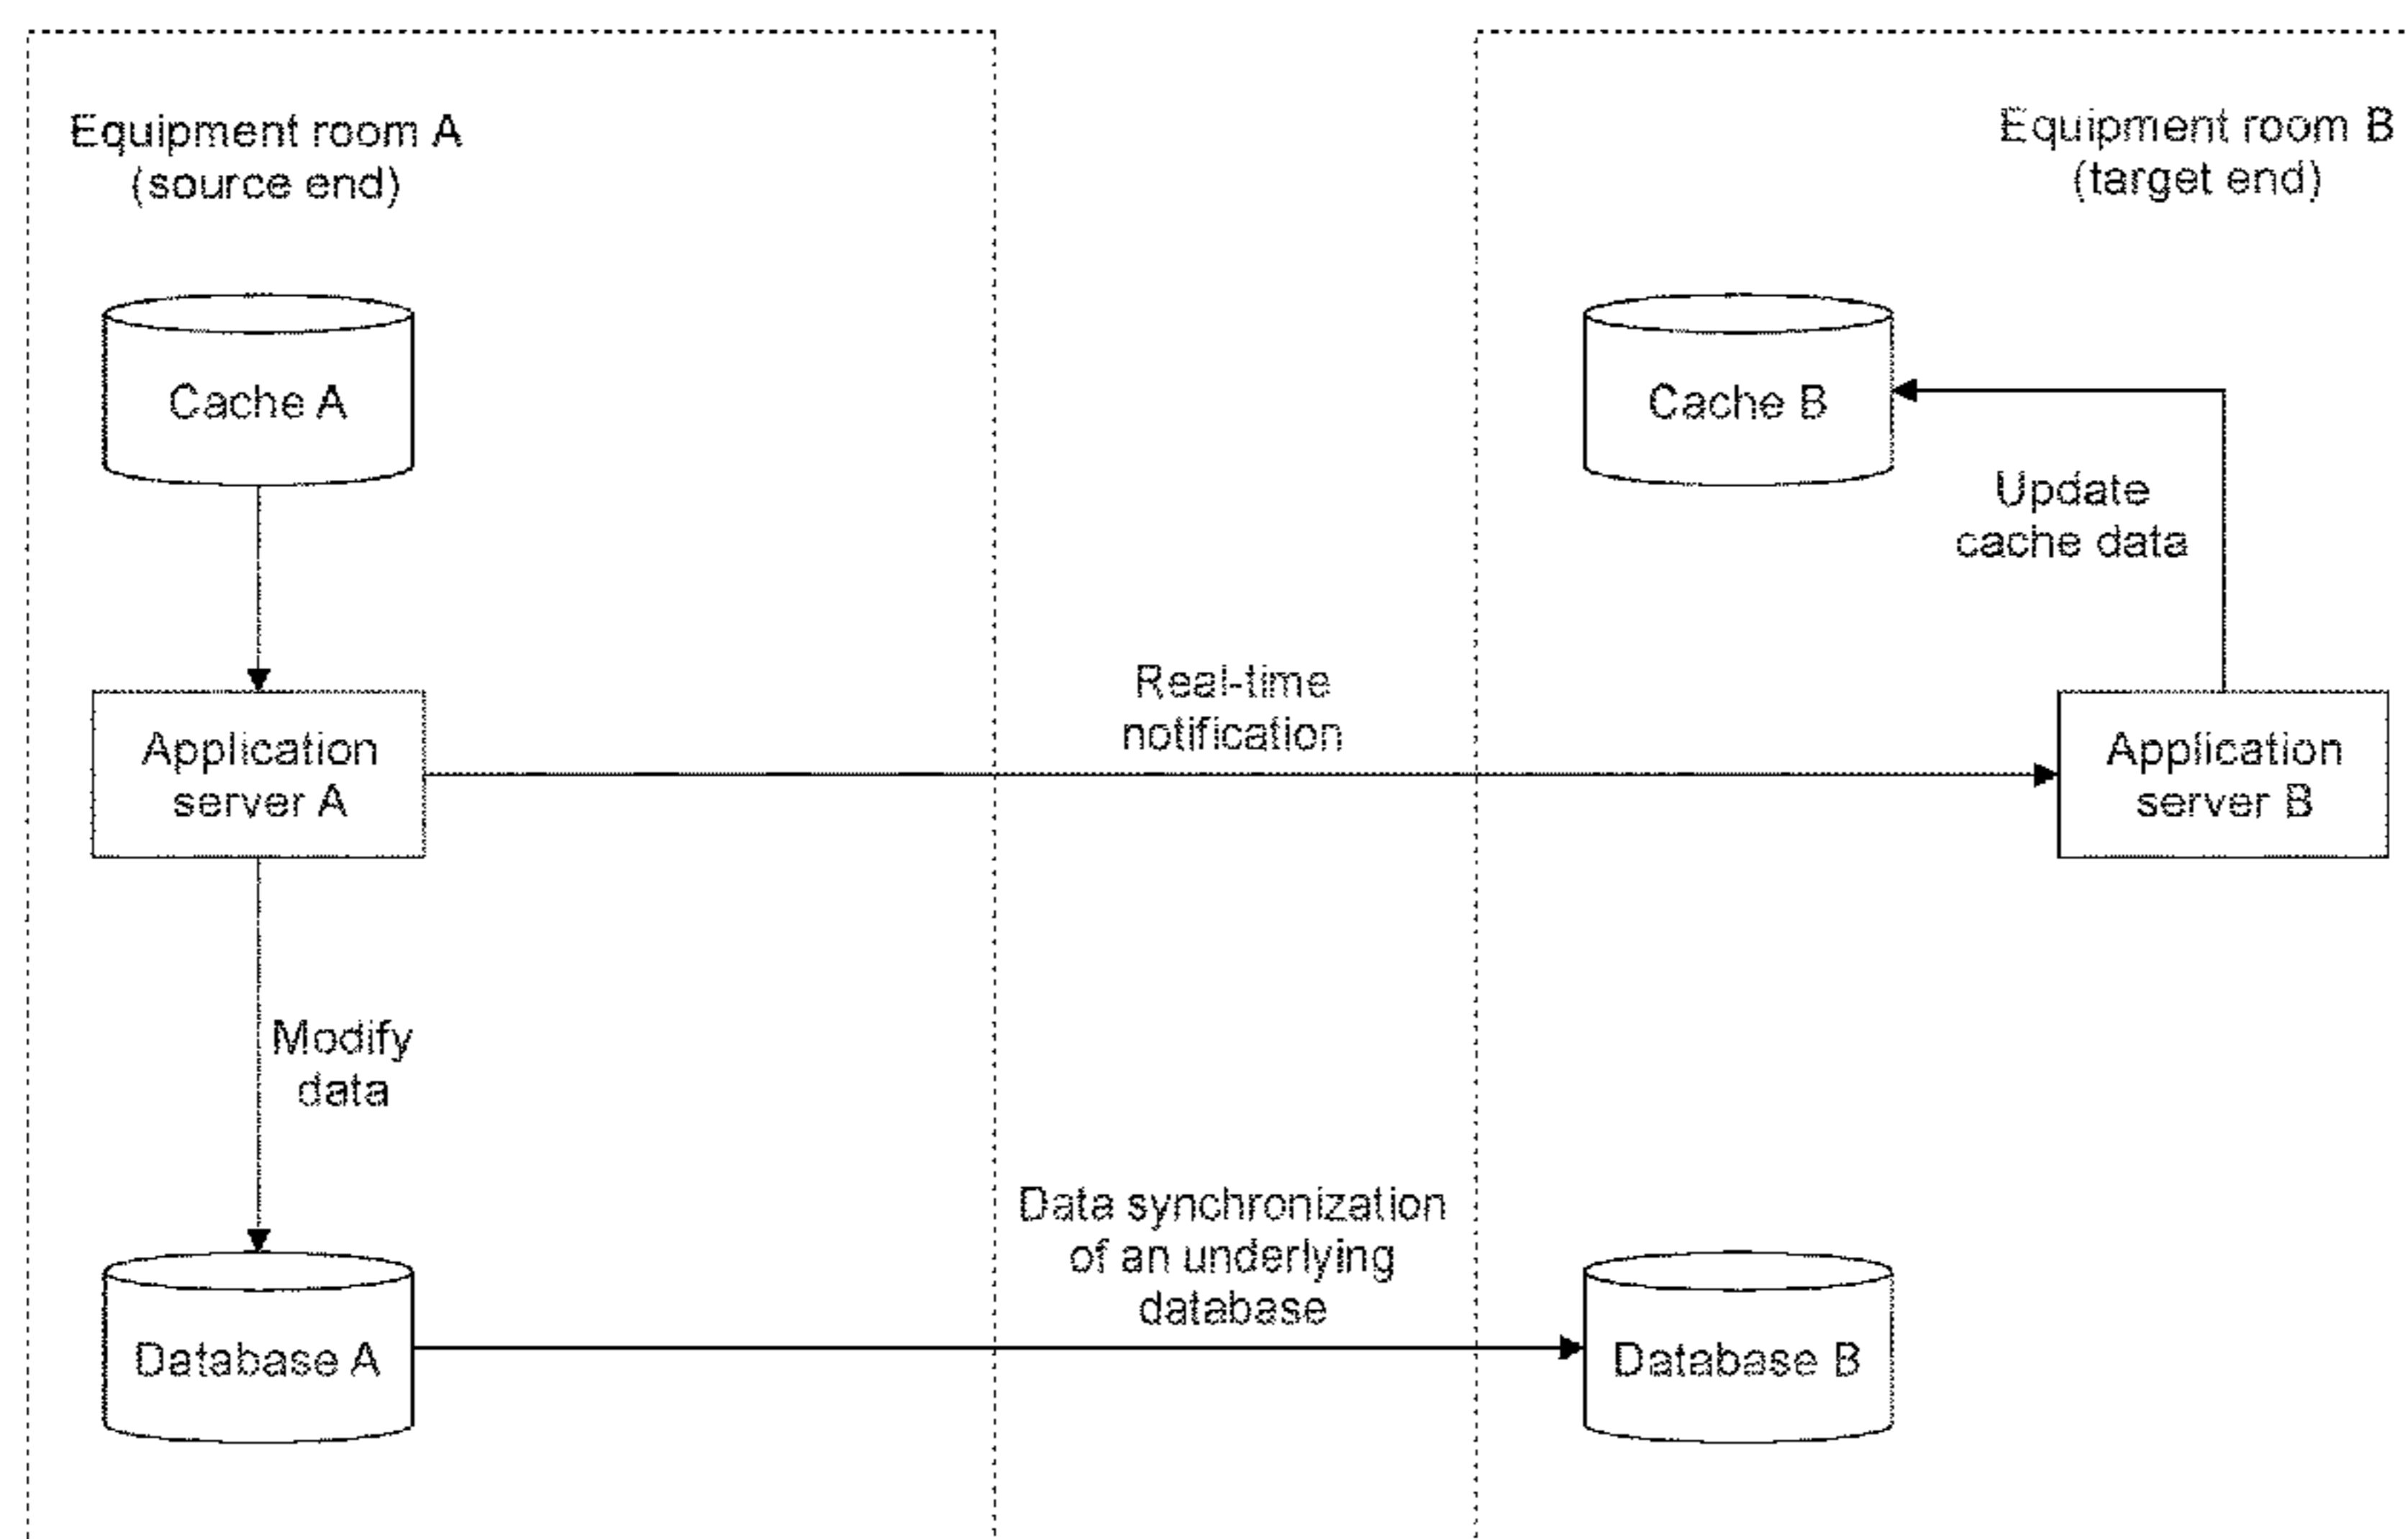 Equipment room A
(source end)
Equipment room B
(target end)
Cache A
Cache B
Update
cache data
Real-time
notification
Application
server A
Application
server B
Modify
data
Data synchronization
of an underlying
database
Database A
Database B